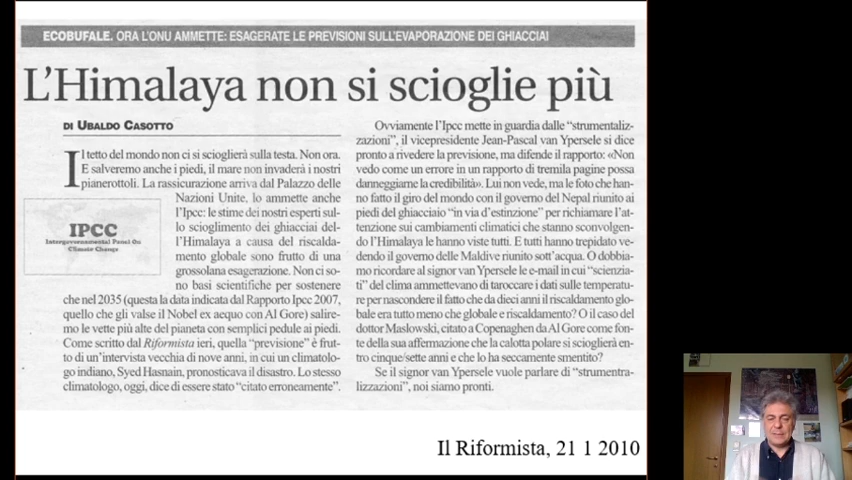 ECOBUFALE. ORA L'ONU AMMETTE: ESAGERATE LE PREVISIONI SULL'EVAPORAZIONE DEI GHIACCIAI
L'Himalaya non si scioglie più
DI UBALDO CASOTTO
Il tetto del mondo non ci si scioglierà sulla testa. Non ora.
E salveremo anche i piedi, il mare non invaderà i nostri
pianerottoli. La rassicurazione arriva dal Palazzo delle
Nazioni Unite, lo ammette anche
l'Ipcc: le stime dei nostri esperti sul-
lo scioglimento dei ghiacciai del-
l'Himalaya a causa del riscalda-
mento globale sono frutto di una
grossolana esagerazione. Non ci so-
no basi scientifiche per sostenere
che nel 2035 (questa la data indicata dal Rapporto Ipcc 2007,
quello che gli valse il Nobel ex aequo con Al Gore) salire-
mo le vette più alte del pianeta con semplici pedule ai piedi.
Come scritto dal Riformista ieri, quella "previsione" è frut-
to di un'intervista vecchia di nove anni, in cui un climatolo-
go indiano, Syed Hasnain, pronosticava il disastro. Lo stesso
climatologo, oggi, dice di essere stato "citato erroneamente".
IPCC
Intergovernmental Panel On
Climate Change
Ovviamente l'Ipcc mette in guardia dalle "strumentaliz-
zazioni", il vicepresidente Jean-Pascal van Ypersele si dice
pronto a rivedere la previsione, ma difende il rapporto: «Non
vedo come un errore in un rapporto di tremila pagine possa
danneggiarne la credibilità». Lui non vede, ma le foto che han-
no fatto il giro del mondo con il governo del Nepal riunito ai
piedi del ghiacciaio "in via d'estinzione" per richiamare l'at-
tenzione sui cambiamenti climatici che stanno sconvolgen-
do l'Himalaya le hanno viste tutti. E tutti hanno trepidato ve-
dendo il governo delle Maldive riunito sott'acqua. O dobbia-
mo ricordare al signor van Ypersele le e-mail in cui "scienzia-
ti" del clima ammettevano di taroccare i dati sulle temperatu-
re per nascondere il fatto che da dieci anni il riscaldamento glo-
bale era tutto meno che globale e riscaldamento? O il caso del
dottor Maslowski, citato a Copenaghen da Al Gore come fon-
te della sua affermazione che la calotta polare si scioglierà en-
tro cinque/sette anni e che lo ha seccamente smentito?
Se il signor van Ypersele vuole parlare di "strumentra-
lizzazioni", noi siamo pronti.
Il Riformista, 21 1 2010